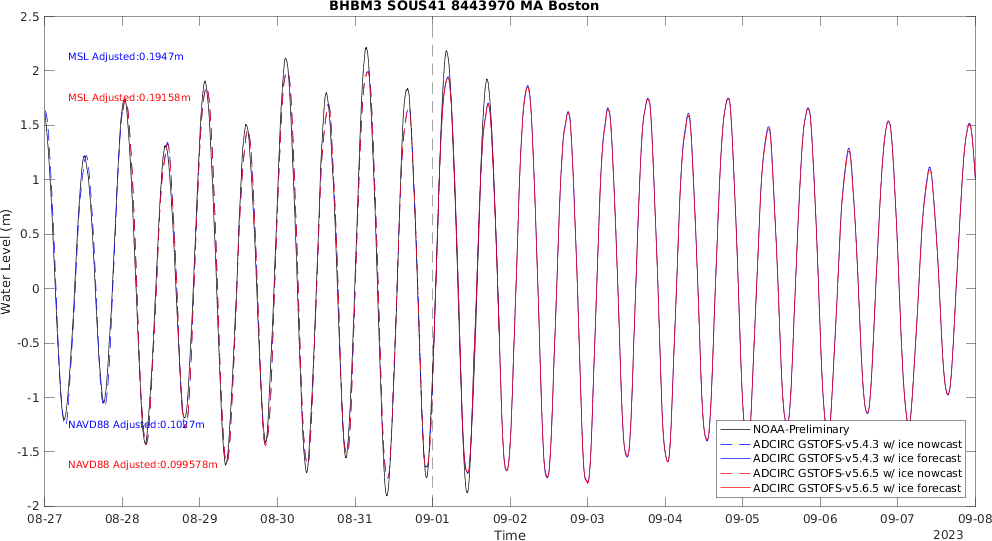 BHBM3 SOUS41 8443970 MA Boston
2.5
2
1.5
1
0.5
0
-0.5
-1
-1.5
-2
Water Level (m)
MSL Adjusted:0.1947m
MSL Adjusted:0.19158m
NAVD88 Adjusted:0.1027m
NAVD88 Adjusted:0.099578m
NOAA-Preliminary
ADCIRC GSTOFS-v5.4.3 w/ ice nowcast
ADCIRC GSTOFS-v5.4.3 w/ ice forecast
ADCIRC GSTOFS-v5.6.5 w/ ice nowcast
ADCIRC GSTOFS-v5.6.5 w/ ice forecast
08-27 08-28 08-29 08-30 08-31 09-01 09-02 09-03 09-04 09-05 09-06 09-07 09-08
Time
2023